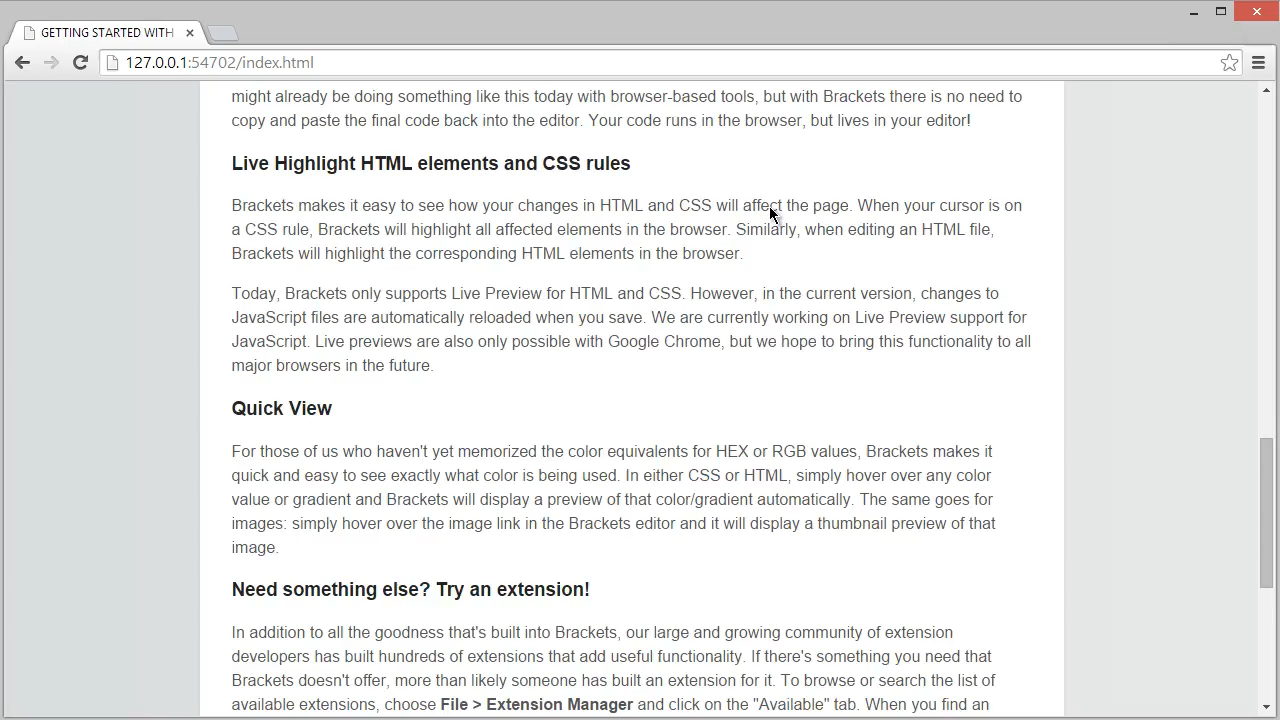 GETTING STARTED WITH
127.0.0.1:54702/index.html
might already be doing something like this today with browser-based tools, but with Brackets there is no need to
copy and paste the final code back into the editor. Your code runs in the browser, but lives in your editor!
Live Highlight HTML elements and CSS rules
Brackets makes it easy to see how your changes in HTML and CSS will affect the page. When your cursor is on
a CSS rule, Brackets will highlight all affected elements in the browser. Similarly, when editing an HTML file,
Brackets will highlight the corresponding HTML elements in the browser.
Today, Brackets only supports Live Preview for HTML and CSS. However, in the current version, changes to
JavaScript files are automatically reloaded when you save. We are currently working on Live Preview support for
JavaScript. Live previews are also only possible with Google Chrome, but we hope to bring this functionality to all
major browsers in the future.
Quick View
For those of us who haven't yet memorized the color equivalents for HEX or RGB values, Brackets makes it
quick and easy to see exactly what color is being used. In either CSS or HTML, simply hover over any color
value or gradient and Brackets will display a preview of that color/gradient automatically. The same goes for
images: simply hover over the image link in the Brackets editor and it will display a thumbnail preview of that
image.
Need something else? Try an extension!
In addition to all the goodness that's built into Brackets, our large and growing community of extension
developers has built hundreds of extensions that add useful functionality. If there's something you need that
Brackets doesn't offer, more than likely someone has built an extension for it. To browse or search the list of
available extensions, choose File > Extension Manager and click on the "Available" tab. When you find an